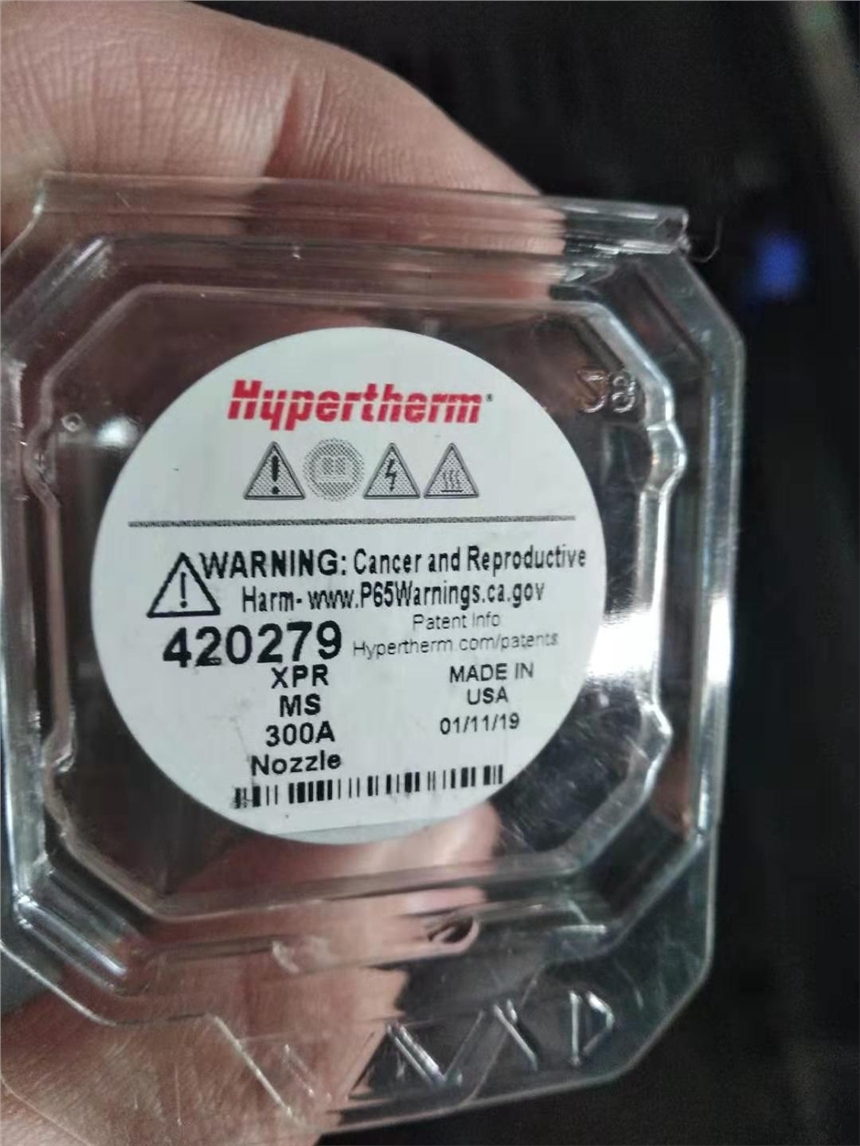 Hypertherm
WARNING: Cancer and Reproductive
Harm- www.P65Warnings.ca.gov
Patent Info
420279 Hypertherm.com/patents
XPR MADE IN
MS USA
300A 01/11/19
Nozzle